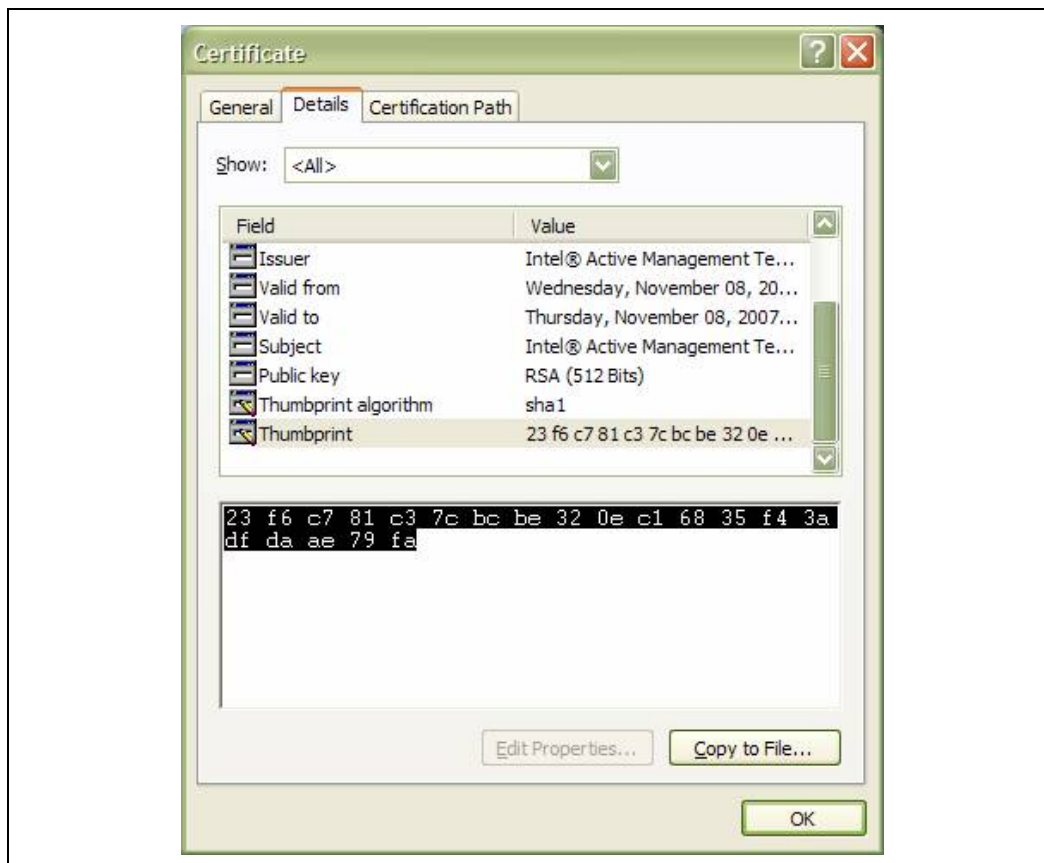 Certificate
General Details Certification Path
Show: <All>
Field Value
Issuer Intel® Active Management Te...
Valid from Wednesday, November 08, 20...
Valid to Thursday, November 08, 2007...
Subject Intel® Active Management Te...
Public key RSA (512 Bits)
Thumbprint algorithm sha1
Thumbprint 23 f6 c7 81 c3 7c bc be 32 0e ...
23 f6 c7 81 c3 7c bc be 32 0e c1 68 35 f4 3a
df da ae 79 fa
Edit Properties... Copy to File...
OK